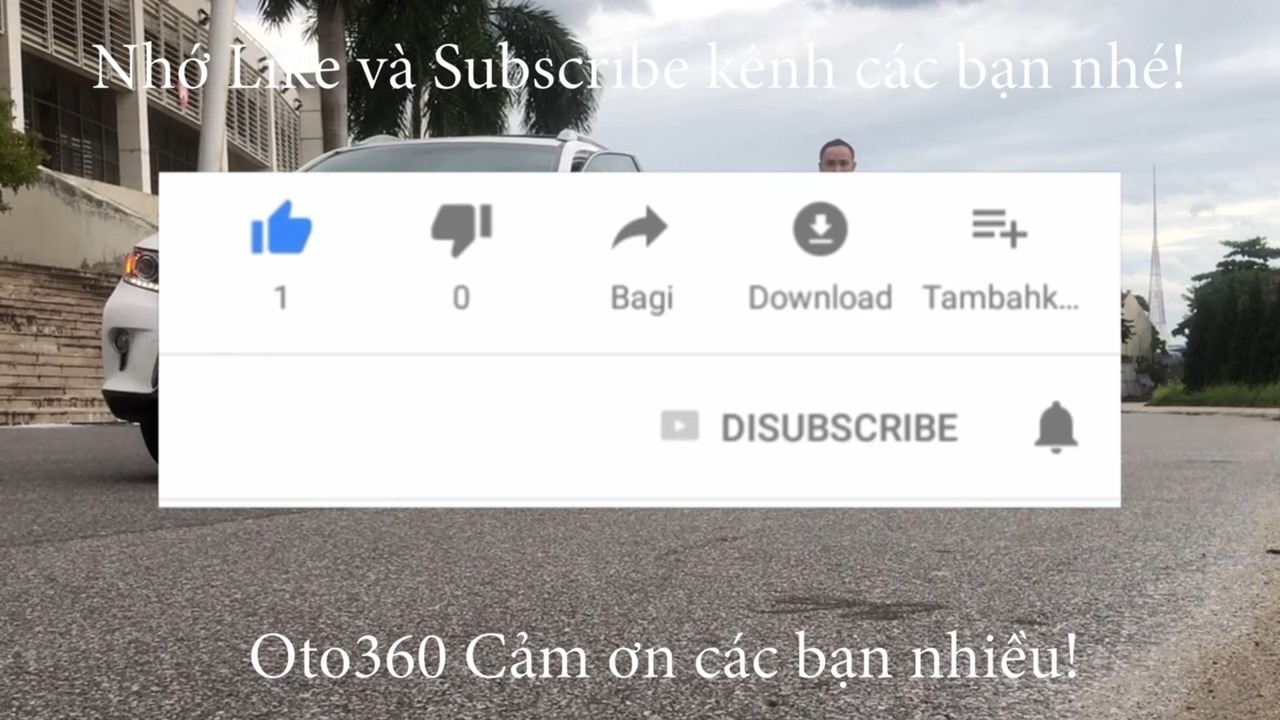 Nhớ Like và Subscribe kênh các bạn nhé!
1 0 Bagi Download Tambahk...
DISUBSCRIBE
Oto360 Cảm ơn các bạn nhiều!